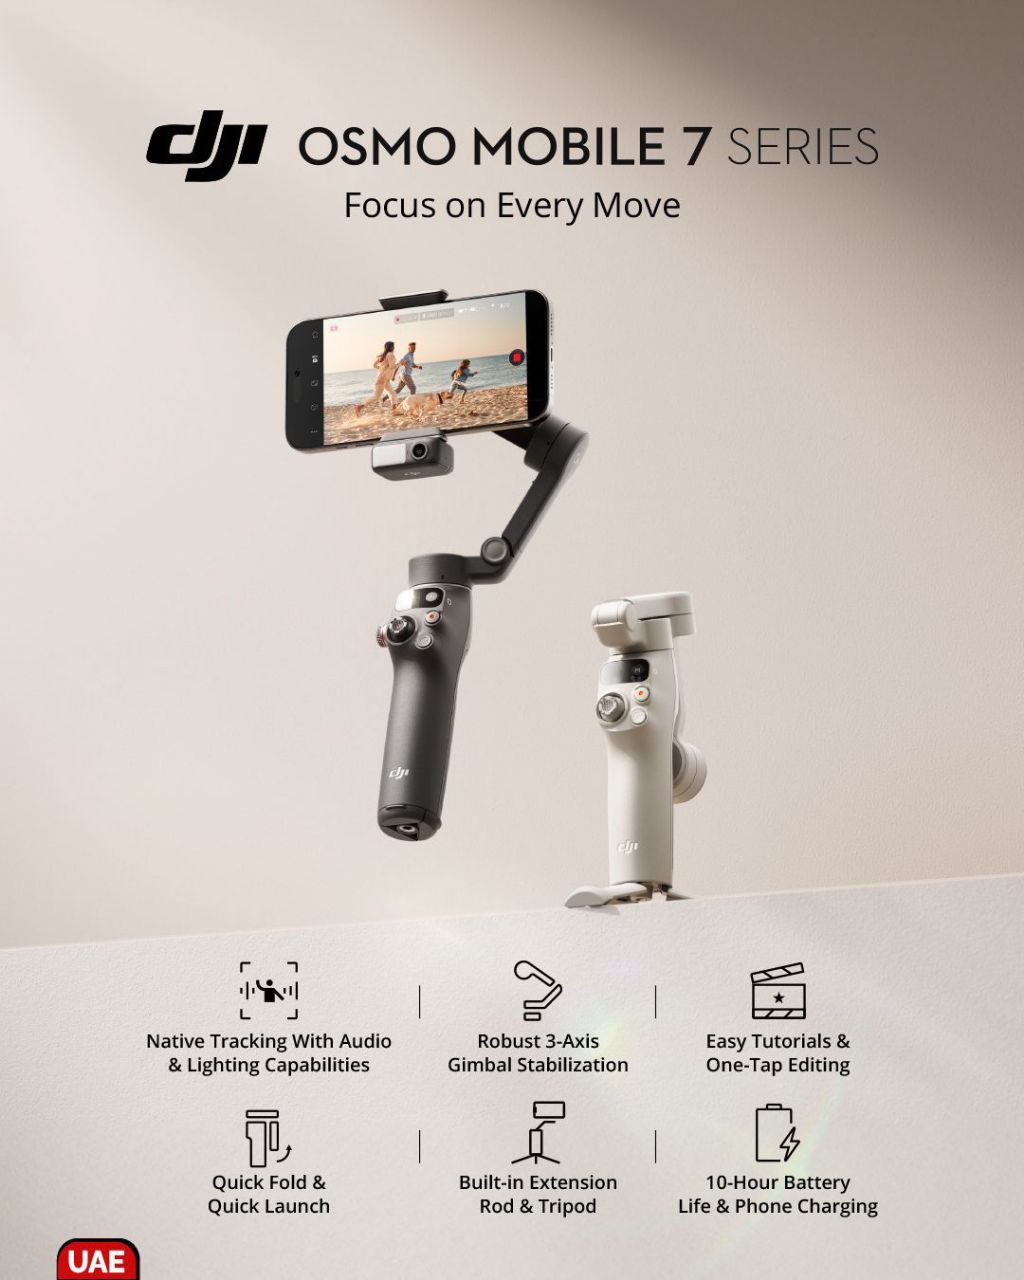 dji OSMO MOBILE 7 SERIES
Focus on Every Move
dji
dji
Native Tracking With Audio
& Lighting Capabilities
Robust 3-Axis
Gimbal Stabilization
Easy Tutorials &
One-Tap Editing
Quick Fold &
Quick Launch
Built-in Extension
Rod & Tripod
10-Hour Battery
Life & Phone Charging
UAE